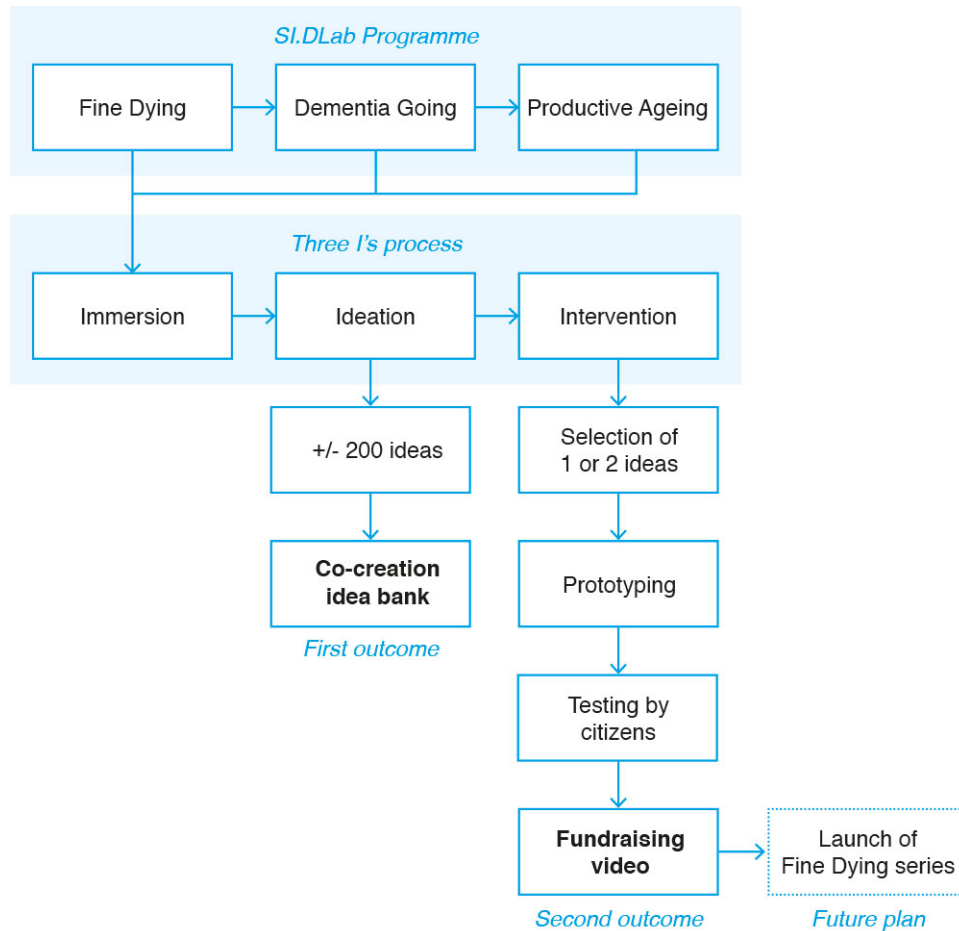 SI.DLab Programme
Fine Dying
Dementia Going
Productive Ageing
Three I's process
Immersion
Ideation
Intervention
+/- 200 ideas
Selection of
1 or 2 ideas
Co-creation
idea bank
First outcome
Prototyping
Testing by
citizens
Fundraising
video
Second outcome
Launch of
Fine Dying series
Future plan